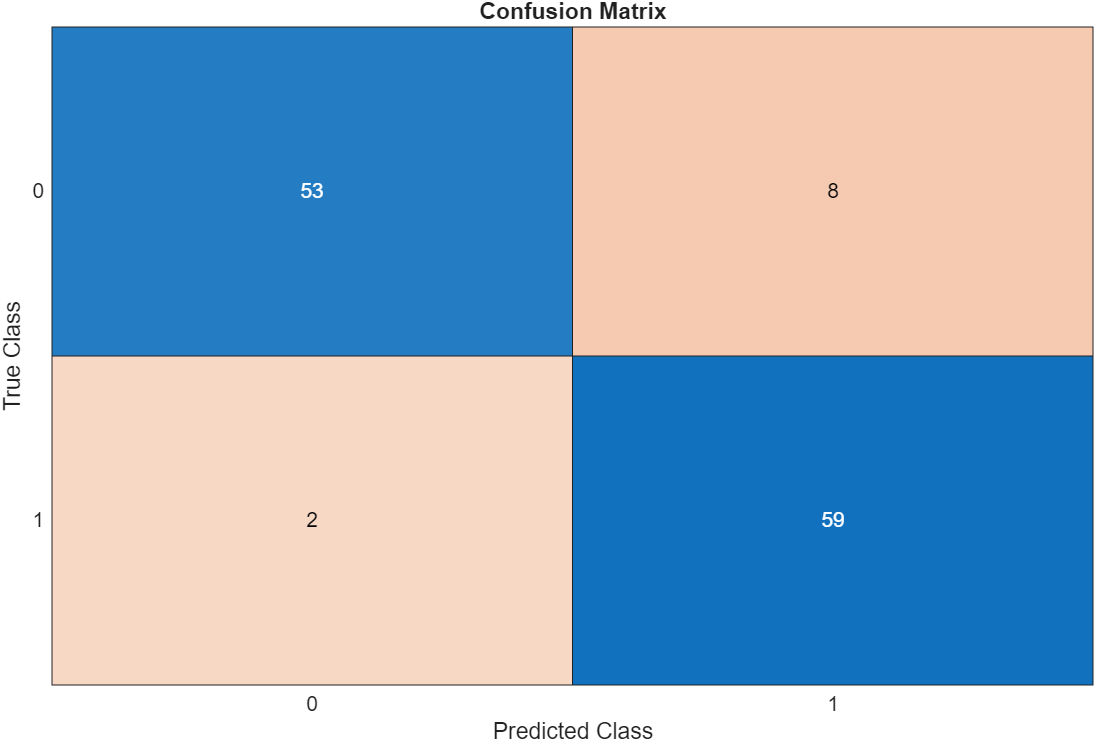 Confusion Matrix
True Class
0
53
8
1
2
59
0
1
Predicted Class